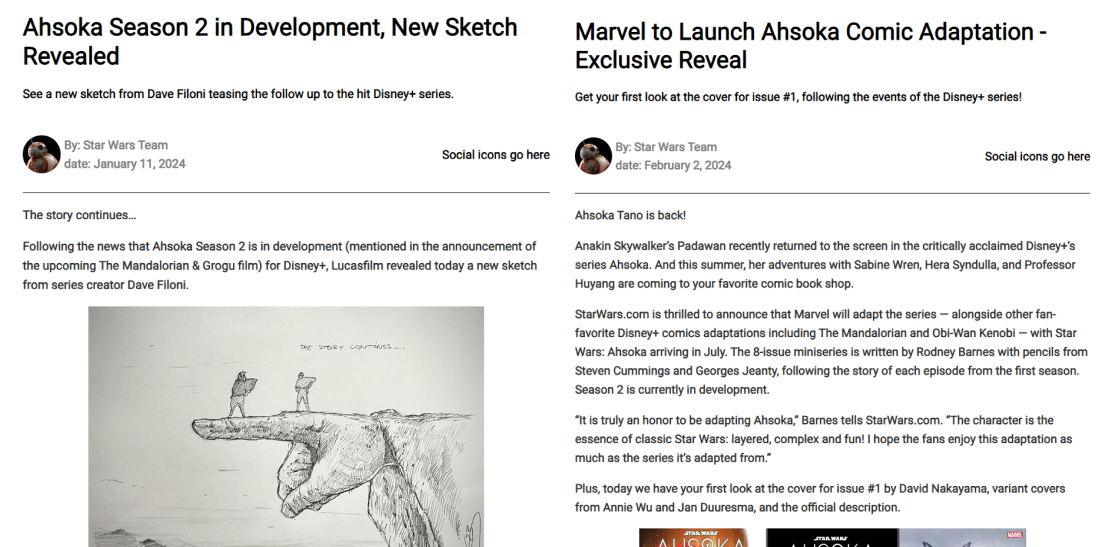 Ahsoka Season 2 in Development, New Sketch
Revealed
See a new sketch from Dave Filoni teasing the follow up to the hit Disney+ series.
By: Star Wars Team
date: January 11, 2024
Social icons go here
The story continues…
Following the news that Ahsoka Season 2 is in development (mentioned in the announcement of
the upcoming The Mandalorian & Grogu film) for Disney+, Lucasfilm revealed today a new sketch
from series creator Dave Filoni.
THE STORY CONTINUES....
Marvel to Launch Ahsoka Comic Adaptation -
Exclusive Reveal
Get your first look at the cover for issue #1, following the events of the Disney+ series!
By: Star Wars Team
date: February 2, 2024
Social icons go here
Ahsoka Tano is back!
Anakin Skywalker’s Padawan recently returned to the screen in the critically acclaimed Disney+’s
series Ahsoka. And this summer, her adventures with Sabine Wren, Hera Syndulla, and Professor
Huyang are coming to your favorite comic book shop.
StarWars.com is thrilled to announce that Marvel will adapt the series — alongside other fan-
favorite Disney+ comics adaptations including The Mandalorian and Obi-Wan Kenobi — with Star
Wars: Ahsoka arriving in July. The 8-issue miniseries is written by Rodney Barnes with pencils from
Steven Cummings and Georges Jeanty, following the story of each episode from the first season.
Season 2 is currently in development.
“It is truly an honor to be adapting Ahsoka,” Barnes tells StarWars.com. “The character is the
essence of classic Star Wars: layered, complex and fun! I hope the fans enjoy this adaptation as
much as the series it’s adapted from.”
Plus, today we have your first look at the cover for issue #1 by David Nakayama, variant covers
from Annie Wu and Jan Duuresma, and the official description.
STAR WARS
AHSOKA
STAR WARS
AHSOKA
STAR WARS
MARVEL